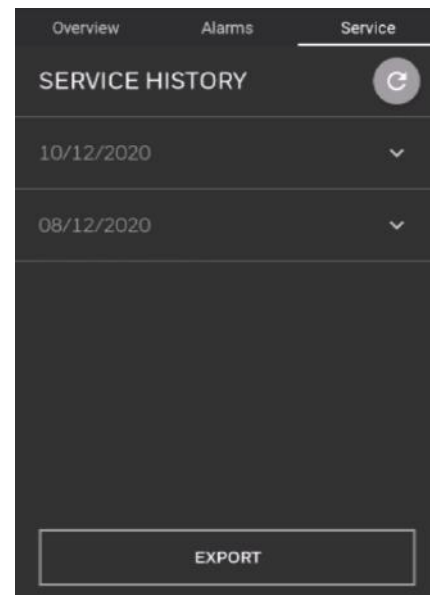 Overview Alarms Service
SERVICE HISTORY
10/12/2020
08/12/2020
EXPORT